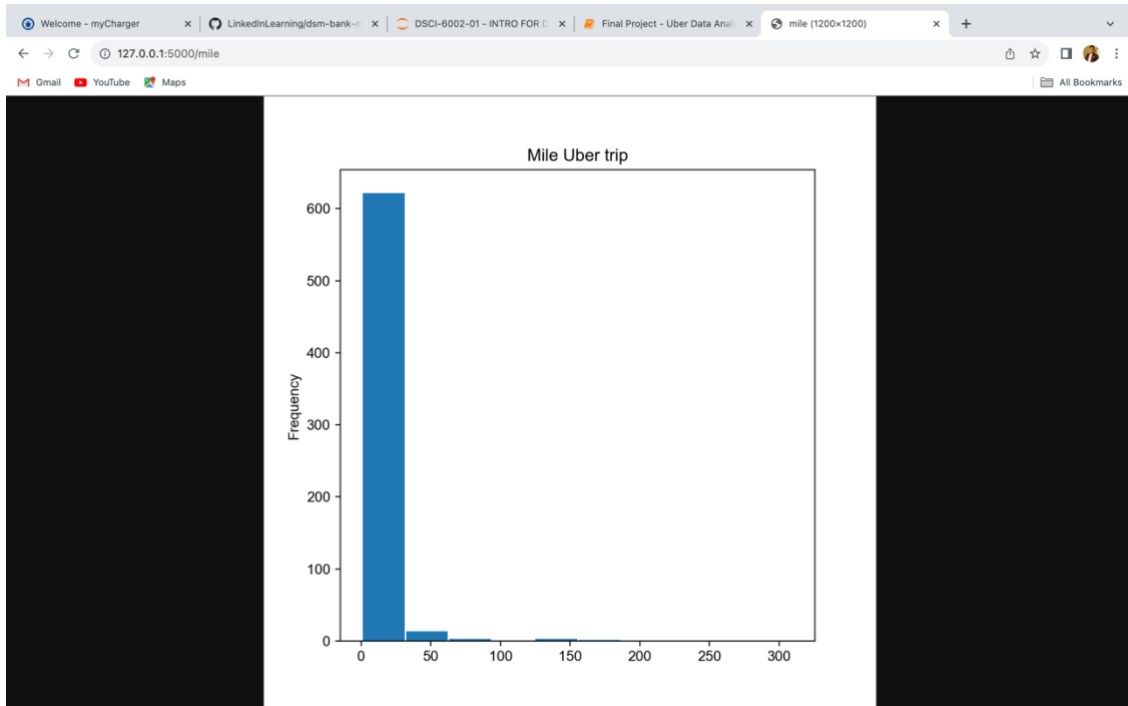 Welcome - myCharger
LinkedInLearning/dsm-bank-m
DSCI-6002-01 - INTRO FOR D
Final Project - Uber Data Anal
mile (1200×1200)
127.0.0.1:5000/mile
Gmail
YouTube
Maps
All Bookmarks
Mile Uber trip
Frequency
600
500
400
300
200
100
0
0 50 100 150 200 250 300